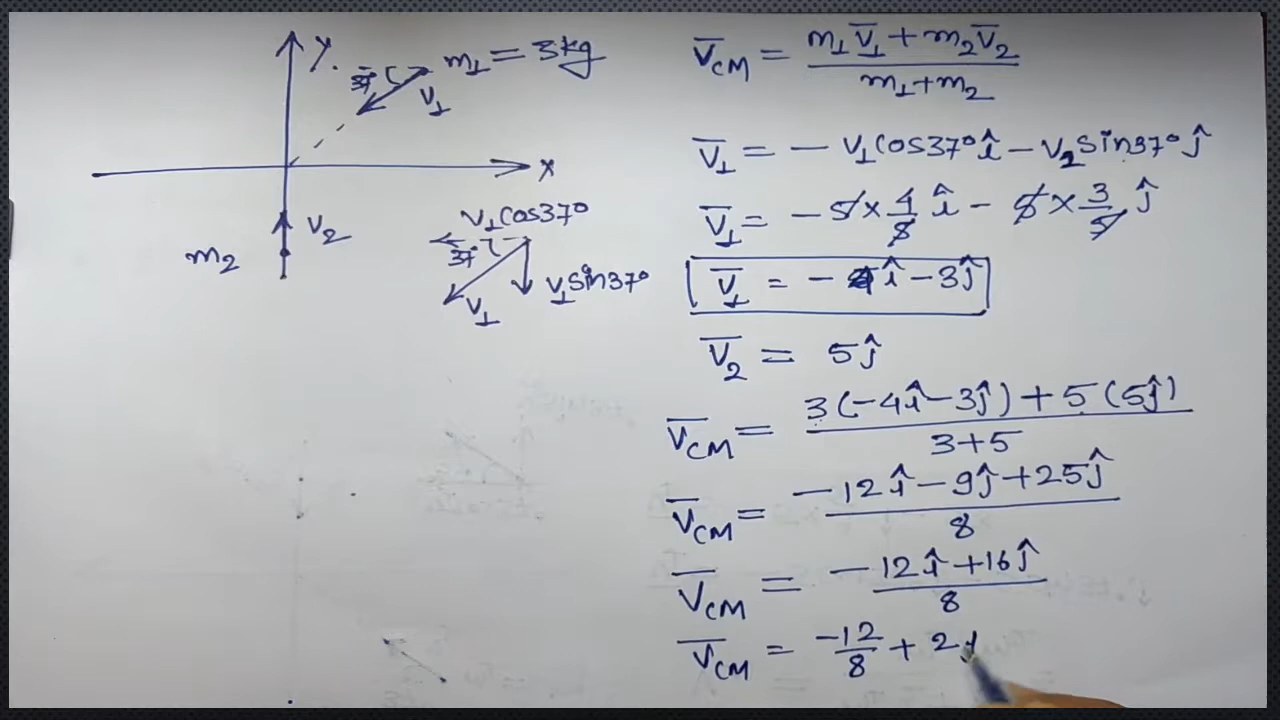 Y.
m₁ = 3kg
37°
V₁
X
V₂
m₂
V₁cos37°
37°
V₁sin37°
V₁
V̅CM = (m₁V̅₁ + m₂V̅₂)/(m₁+m₂)
V̅₁ = − V₁cos37° î − V₂sin37° ĵ
V̅₁ = − 5 × 4/5 î − 5 × 3/5 ĵ
V̅₁ = − 4î − 3ĵ
V̅₂ = 5ĵ
V̅CM = (3(−4î−3ĵ) + 5(5ĵ))/(3+5)
V̅CM = (−12î−9ĵ+25ĵ)/8
V̅CM = (−12î+16ĵ)/8
V̅CM = −12/8 + 2